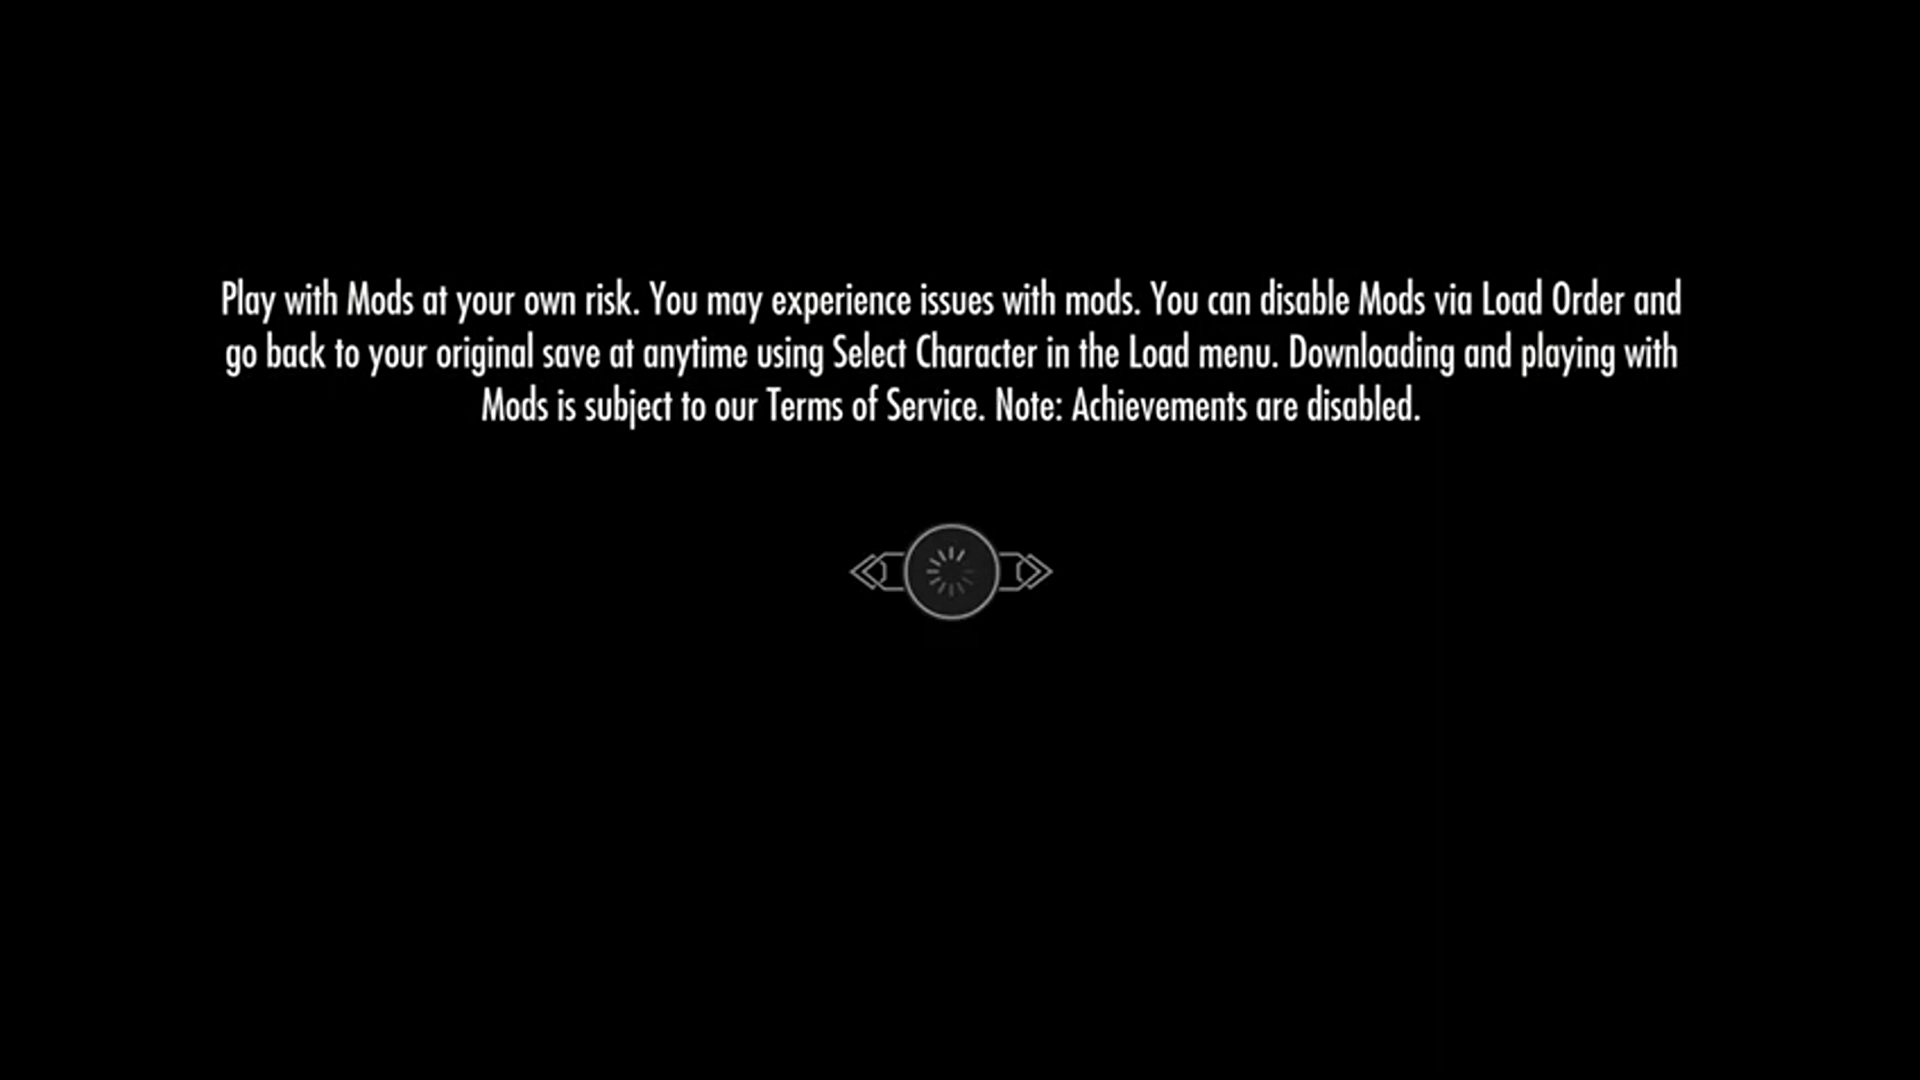 Play with Mods at your own risk. You may experience issues with mods. You can disable Mods via Load Order and
go back to your original save at anytime using Select Character in the Load menu. Downloading and playing with
Mods is subject to our Terms of Service. Note: Achievements are disabled.